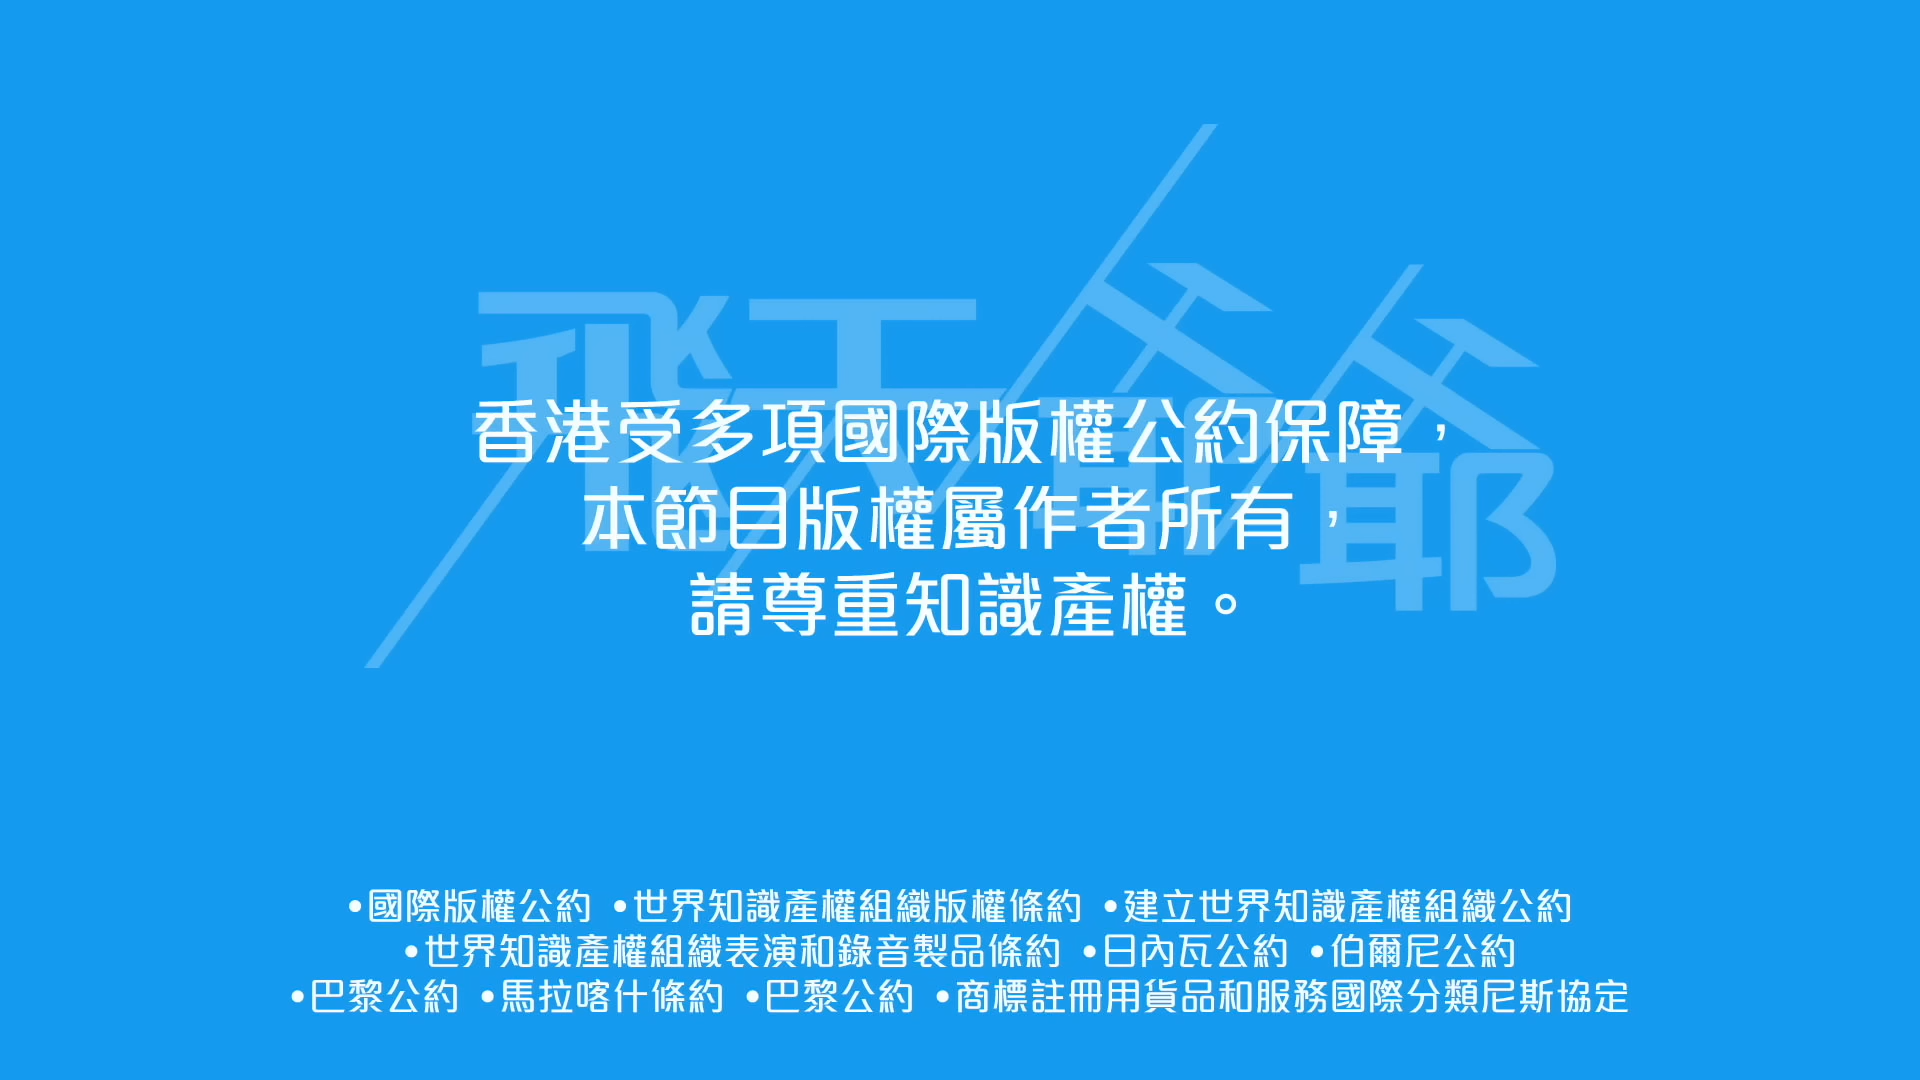 飛天爺爺
香港受多項國際版權公約保障，
本節目版權屬作者所有，
請尊重知識產權。
•國際版權公約 •世界知識產權組織版權條約 •建立世界知識產權組織公約
•世界知識產權組織表演和錄音製品條約 •日內瓦公約 •伯爾尼公約
•巴黎公約 •馬拉喀什條約 •巴黎公約 •商標註冊用貨品和服務國際分類尼斯協定